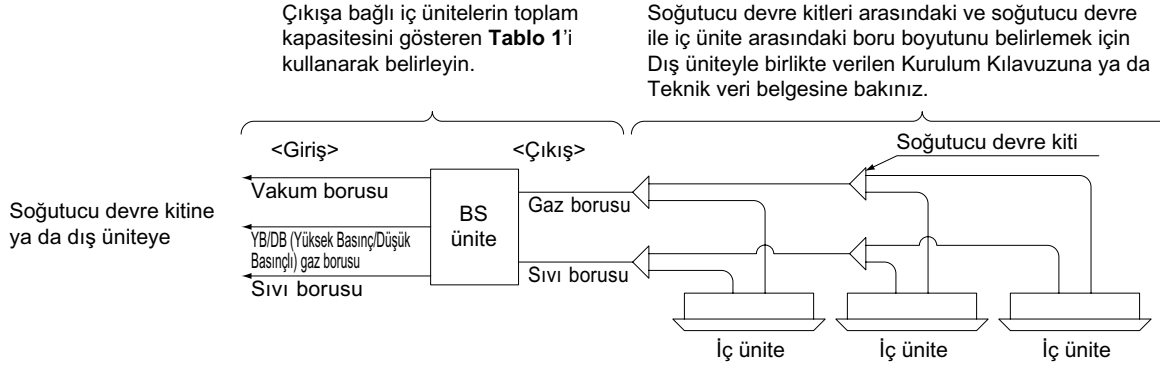 Çıkışa bağlı iç ünitelerin toplam
kapasitesini gösteren Tablo 1'i
kullanarak belirleyin.
Soğutucu devre kitleri arasındaki ve soğutucu devre
ile iç ünite arasındaki boru boyutunu belirlemek için
Dış üniteyle birlikte verilen Kurulum Kılavuzuna ya da
Teknik veri belgesine bakınız.
<Giriş>
<Çıkış>
Soğutucu devre kiti
Vakum borusu
Gaz borusu
Soğutucu devre kitine
ya da dış üniteye
BS
ünite
YB/DB (Yüksek Basınç/Düşük
Basınçlı) gaz borusu
Sıvı borusu
Sıvı borusu
İç ünite
İç ünite
İç ünite